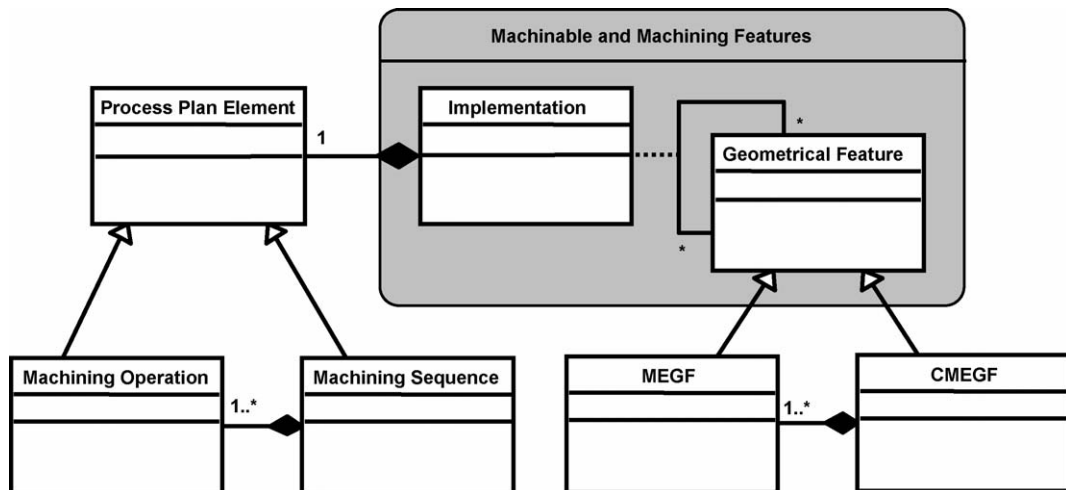 Machinable and Machining Features
Process Plan Element
Implementation
1
*
Geometrical Feature
*
Machining Operation
Machining Sequence
MEGF
CMEGF
1..*
1..*